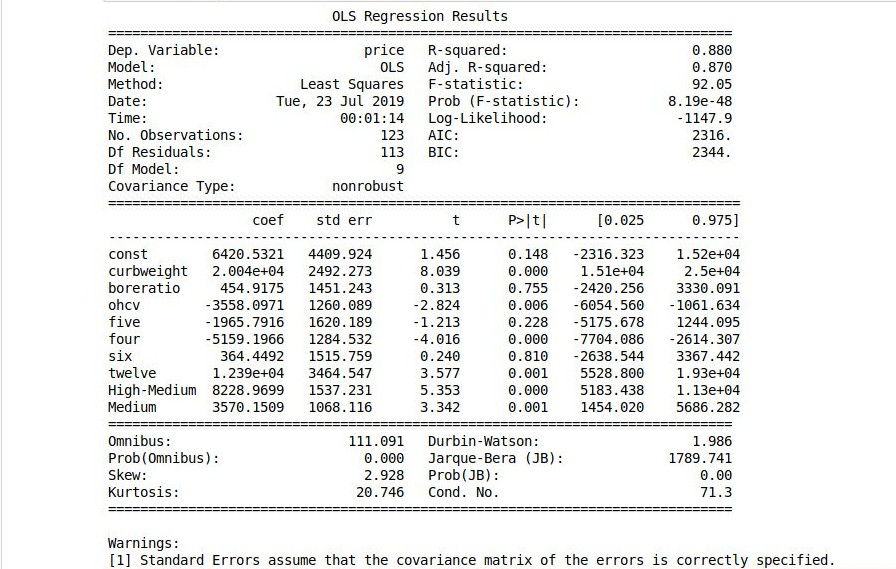 OLS Regression Results
==============================================================================
Dep. Variable: price R-squared: 0.880
Model: OLS Adj. R-squared: 0.870
Method: Least Squares F-statistic: 92.05
Date: Tue, 23 Jul 2019 Prob (F-statistic): 8.19e-48
Time: 00:01:14 Log-Likelihood: -1147.9
No. Observations: 123 AIC: 2316.
Df Residuals: 113 BIC: 2344.
Df Model: 9
Covariance Type: nonrobust
===============================================================================
coef std err t P>|t| [0.025 0.975]
-------------------------------------------------------------------------------
const 6420.5321 4409.924 1.456 0.148 -2316.323 1.52e+04
curbweight 2.004e+04 2492.273 8.039 0.000 1.51e+04 2.5e+04
boreratio 454.9175 1451.243 0.313 0.755 -2420.256 3330.091
ohcv -3558.0971 1260.089 -2.824 0.006 -6054.560 -1061.634
five -1965.7916 1620.189 -1.213 0.228 -5175.678 1244.095
four -5159.1966 1284.532 -4.016 0.000 -7704.086 -2614.307
six 364.4492 1515.759 0.240 0.810 -2638.544 3367.442
twelve 1.239e+04 3464.547 3.577 0.001 5528.800 1.93e+04
High-Medium 8228.9699 1537.231 5.353 0.000 5183.438 1.13e+04
Medium 3570.1509 1068.116 3.342 0.001 1454.020 5686.282
==============================================================================
Omnibus: 111.091 Durbin-Watson: 1.986
Prob(Omnibus): 0.000 Jarque-Bera (JB): 1789.741
Skew: 2.928 Prob(JB): 0.00
Kurtosis: 20.746 Cond. No. 71.3
==============================================================================
Warnings:
[1] Standard Errors assume that the covariance matrix of the errors is correctly specified.